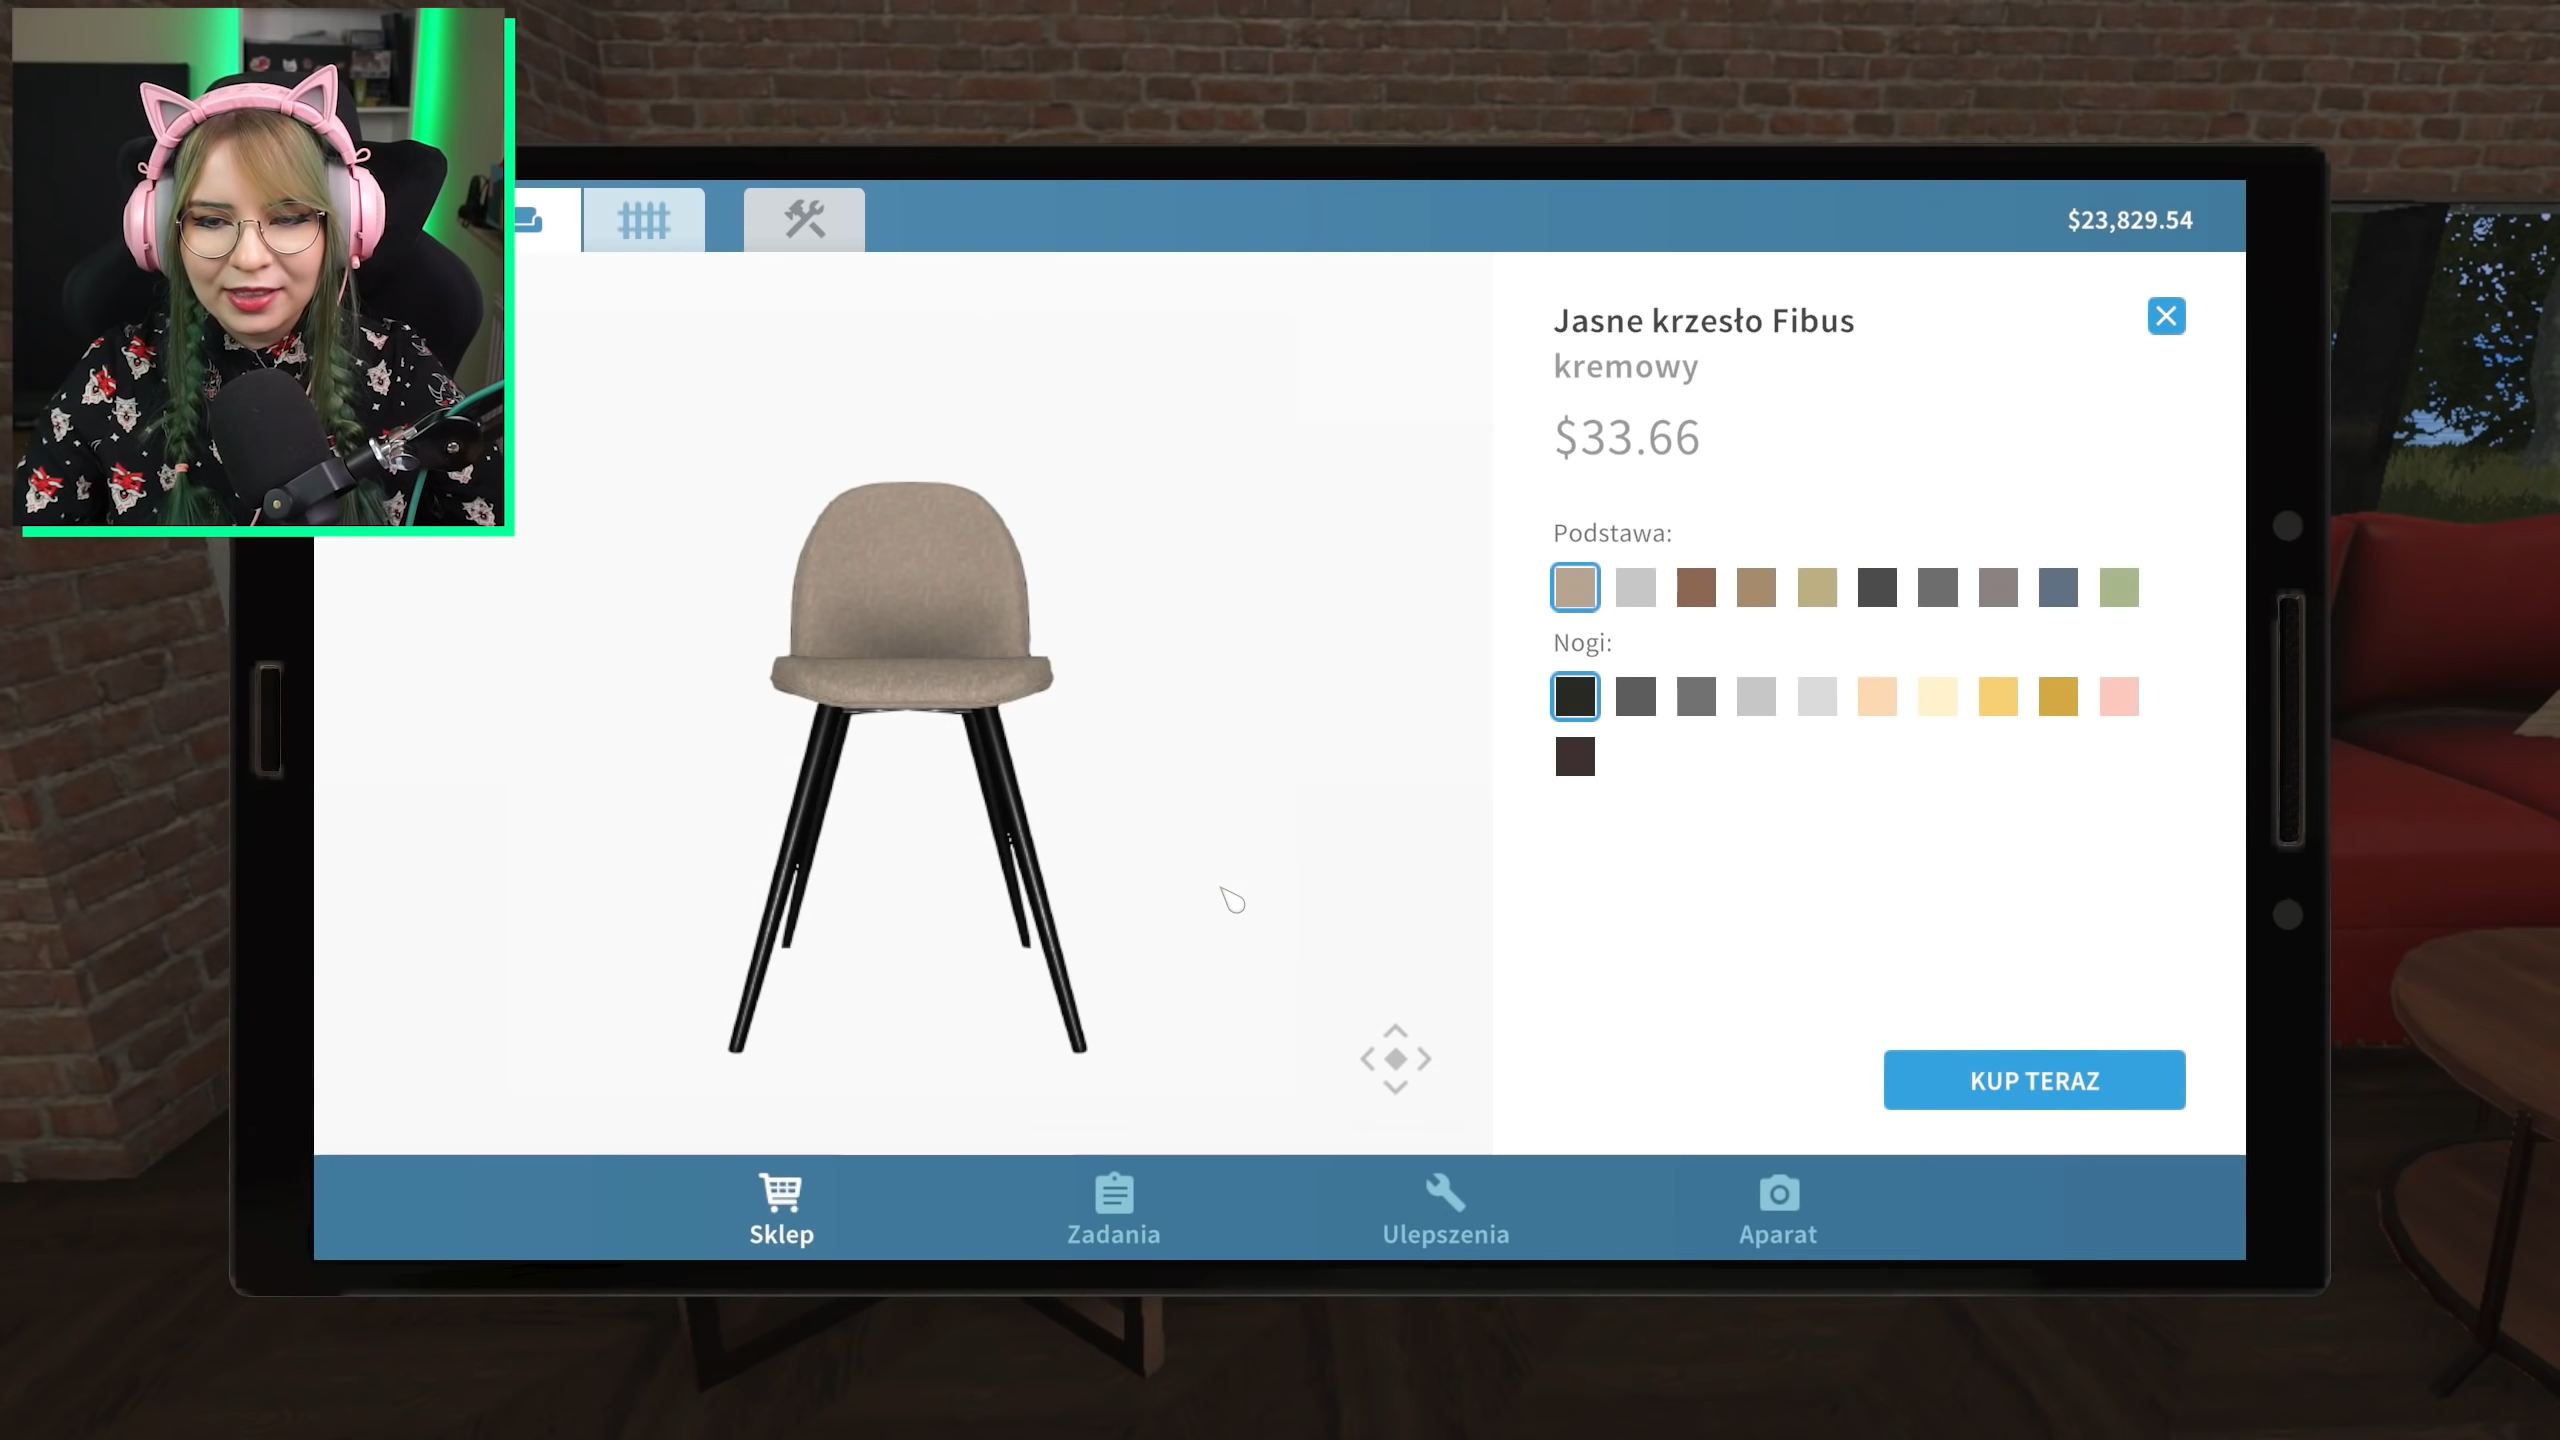 $23,829.54
Jasne krzesło Fibus
kremowy
$33.66
Podstawa:
Nogi:
KUP TERAZ
Sklep
Zadania
Ulepszenia
Aparat